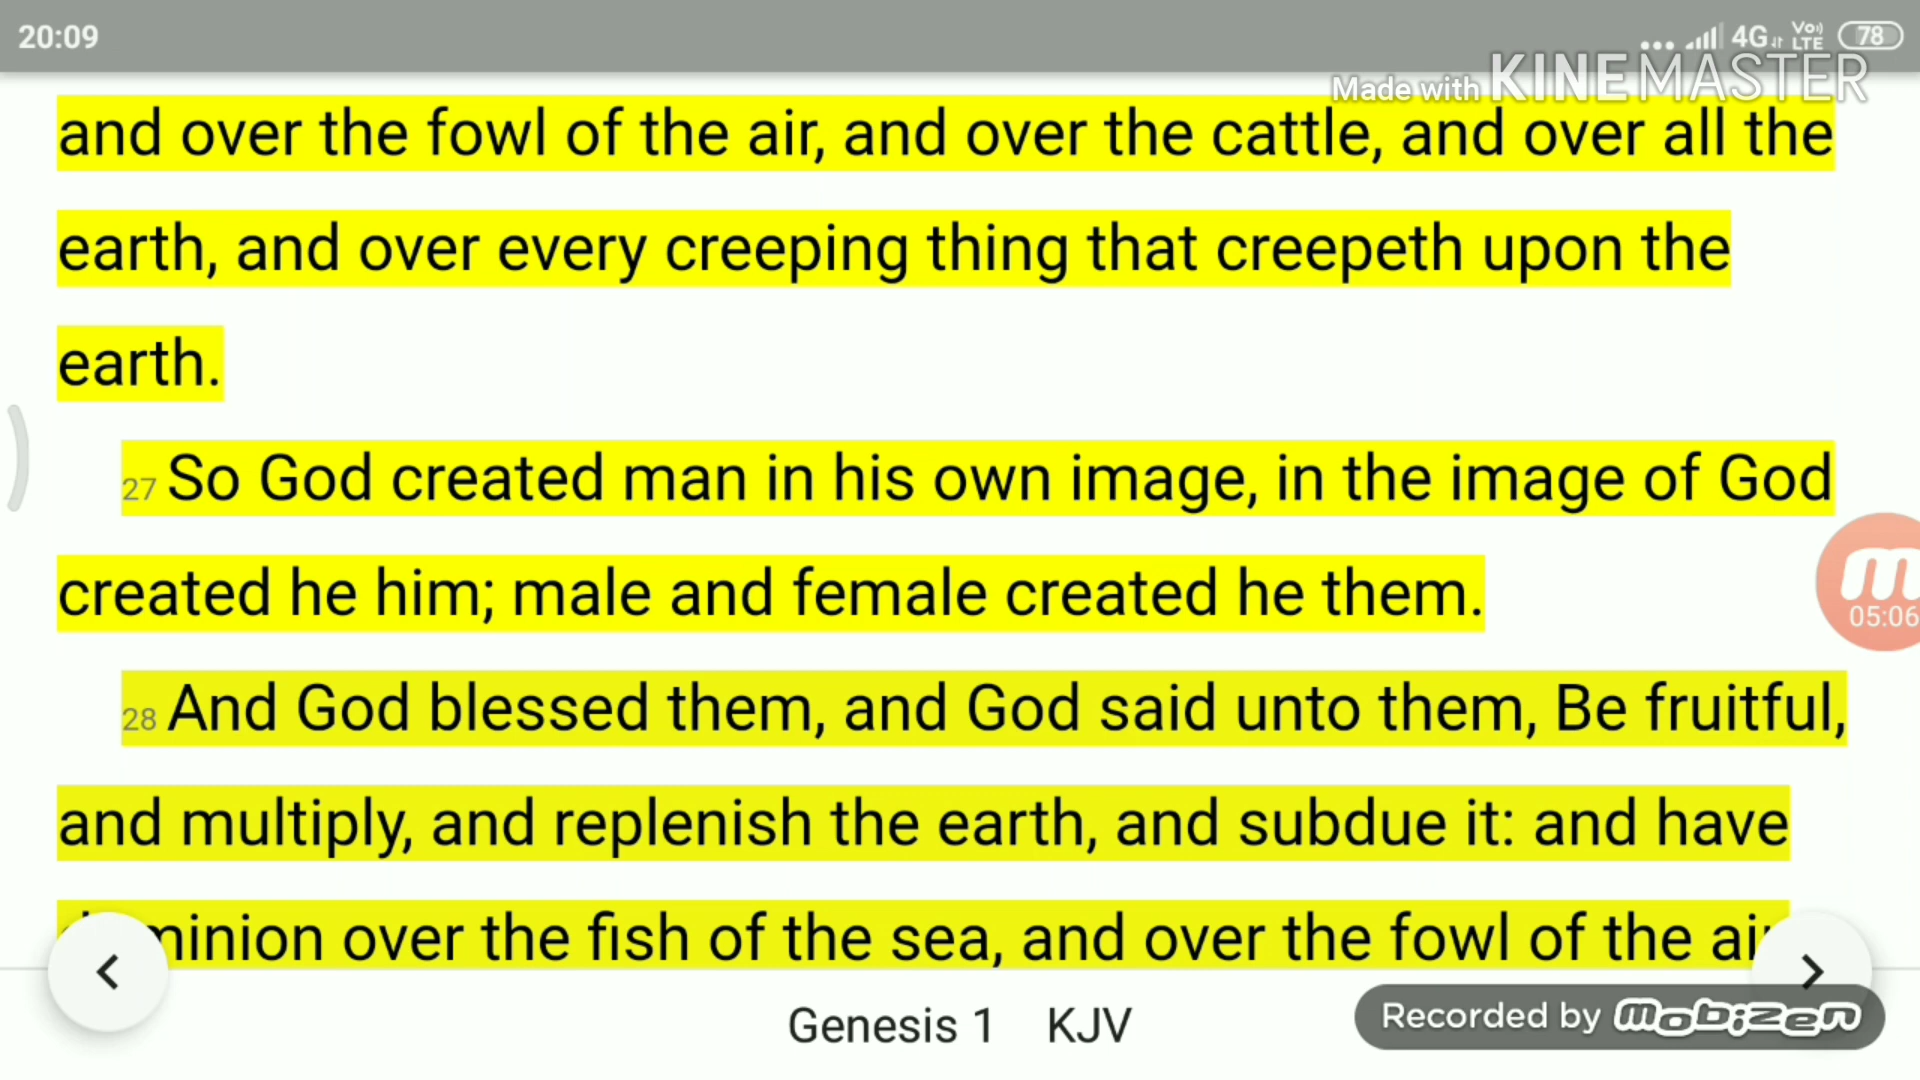 20:09
4G
Vo)
LTE
78
Made with KINEMASTER
and over the fowl of the air, and over the cattle, and over all the
earth, and over every creeping thing that creepeth upon the
earth.
27 So God created man in his own image, in the image of God
created he him; male and female created he them.
05:06
28 And God blessed them, and God said unto them, Be fruitful,
and multiply, and replenish the earth, and subdue it: and have
over the fish of the sea, and over the fowl of the
Genesis 1 KJV
Recorded by mobizen